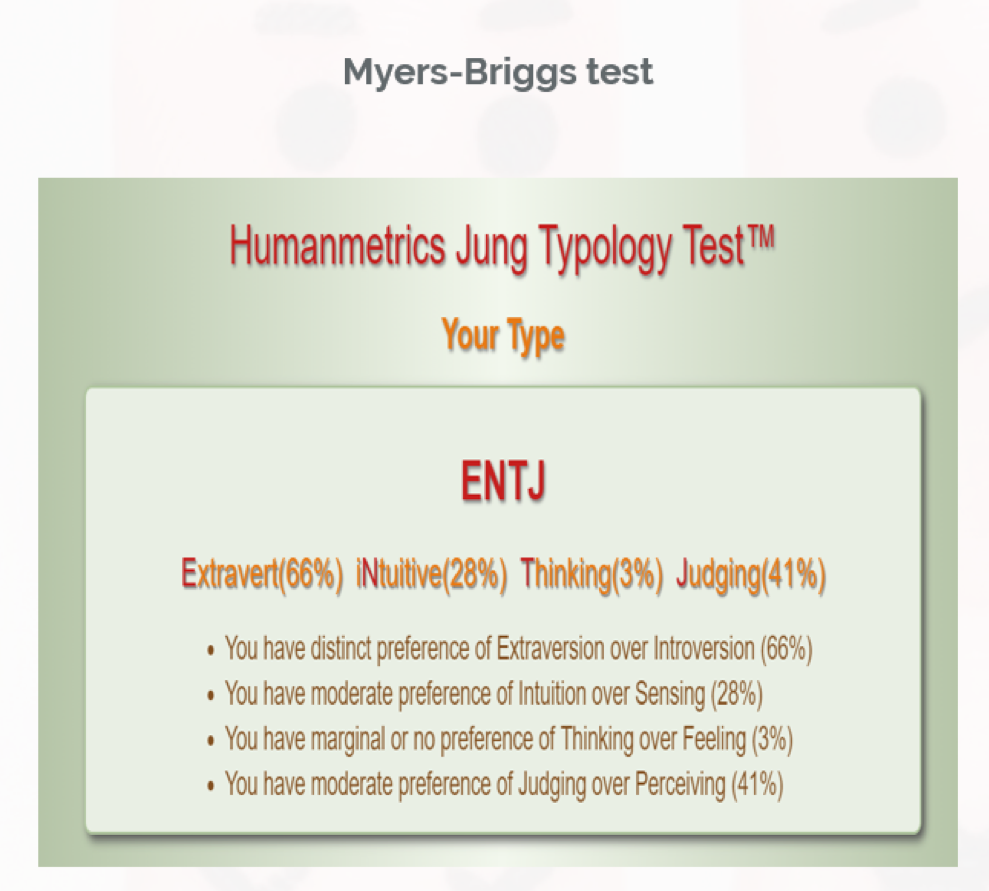 Myers-Briggs test
Humanmetrics Jung Typology Test™
Your Type
ENTJ
Extravert(66%) iNtuitive(28%) Thinking(3%) Judging(41%)
• You have distinct preference of Extraversion over Introversion (66%)
• You have moderate preference of Intuition over Sensing (28%)
• You have marginal or no preference of Thinking over Feeling (3%)
• You have moderate preference of Judging over Perceiving (41%)